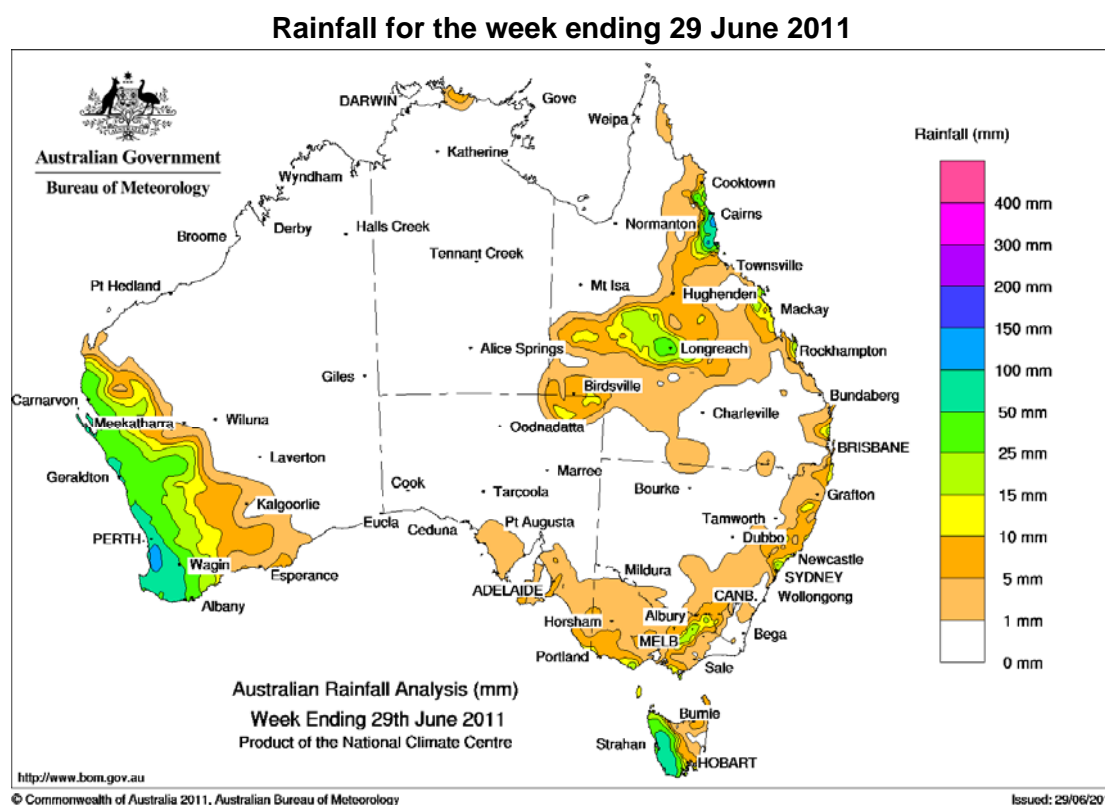 Rainfall for the week ending 29 June 2011
Australian Government
Bureau of Meteorology
DARWIN
Gove
Weipa
Katherine
Wyndham
Cooktown
Cairns
Normanton
Derby
Halls Creek
Broome
Tennant Creek
Townsville
Mt Isa
Hughenden
Pt Hedland
Mackay
Alice Springs
Longreach
Rockhampton
Giles
Birdsville
Carnarvon
Bundaberg
Meekatharra
Wiluna
Charleville
Oodnadatta
BRISBANE
Laverton
Marree
Geraldton
Cook
Tarcoola
Bourke
Grafton
Kalgoorlie
Eucla
Ceduna
Pt Augusta
Tamworth
PERTH
Dubbo
Wagin
Esperance
Newcastle
Mildura
SYDNEY
ADELAIDE
CANB.
Wollongong
Albany
Horsham
Albury
MELB
Bega
Portland
Sale
Burnie
Strahan
HOBART
Rainfall (mm)
400 mm
300 mm
200 mm
150 mm
100 mm
50 mm
25 mm
15 mm
10 mm
5 mm
1 mm
0 mm
Australian Rainfall Analysis (mm)
Week Ending 29th June 2011
Product of the National Climate Centre
http://www.bom.gov.au
© Commonwealth of Australia 2011, Australian Bureau of Meteorology
Issued: 29/06/20